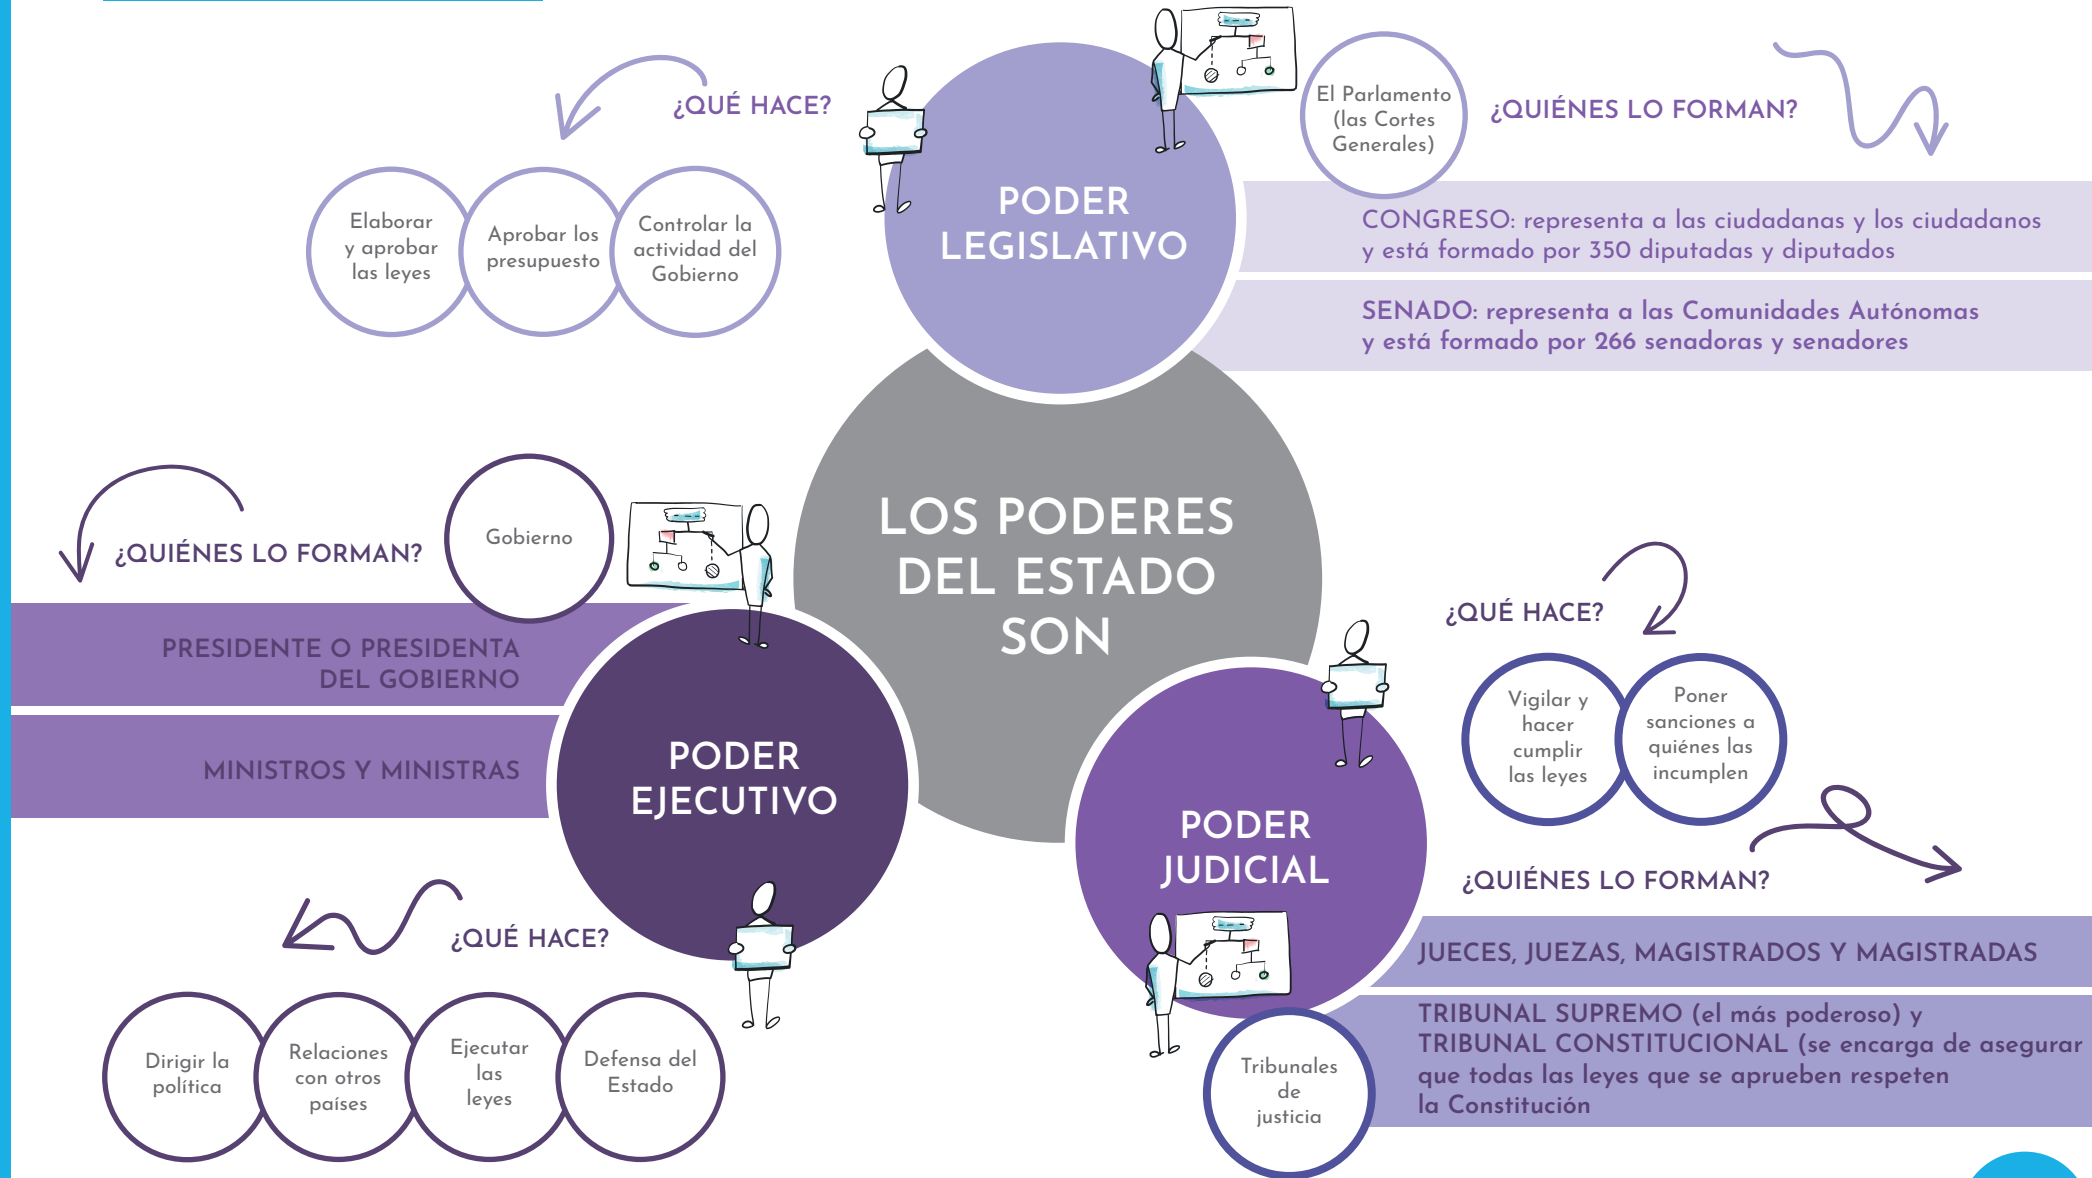 ¿QUÉ HACE?
Elaborar
y aprobar
las leyes
Aprobar los
presupuesto
Controlar la
actividad del
Gobierno
PODER
LEGISLATIVO
El Parlamento
(las Cortes
Generales)
¿QUIÉNES LO FORMAN?
CONGRESO: representa a las ciudadanas y los ciudadanos
y está formado por 350 diputadas y diputados
SENADO: representa a las Comunidades Autónomas
y está formado por 266 senadoras y senadores
LOS PODERES
DEL ESTADO
SON
Gobierno
¿QUIÉNES LO FORMAN?
PRESIDENTE O PRESIDENTA
DEL GOBIERNO
MINISTROS Y MINISTRAS
PODER
EJECUTIVO
¿QUÉ HACE?
Dirigir la
política
Relaciones
con otros
países
Ejecutar
las
leyes
Defensa del
Estado
PODER
JUDICIAL
¿QUÉ HACE?
Vigilar y
hacer
cumplir
las leyes
Poner
sanciones a
quiénes las
incumplen
¿QUIÉNES LO FORMAN?
JUECES, JUEZAS, MAGISTRADOS Y MAGISTRADAS
TRIBUNAL SUPREMO (el más poderoso) y
TRIBUNAL CONSTITUCIONAL (se encarga de asegurar
que todas las leyes que se aprueben respeten
la Constitución
Tribunales
de
justicia